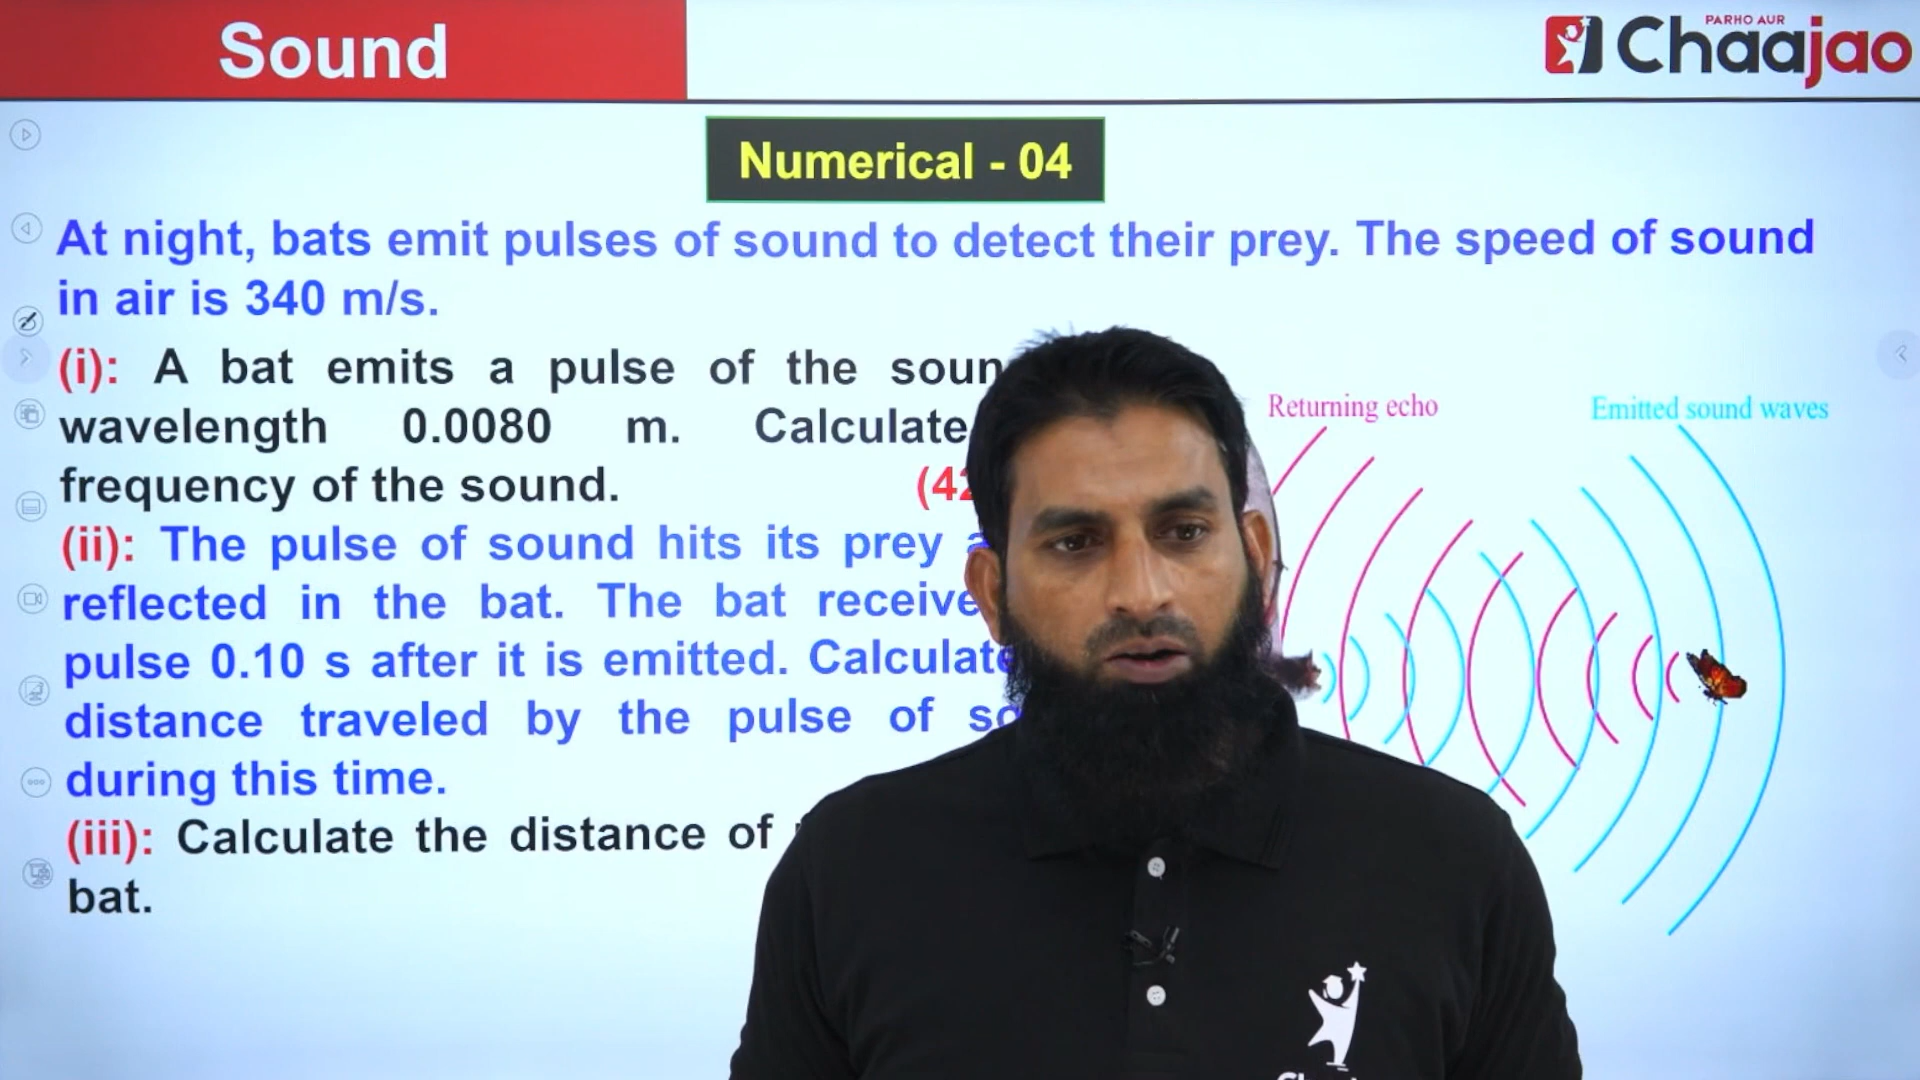 Sound
PARHO AUR
Chaajao
Numerical - 04
At night, bats emit pulses of sound to detect their prey. The speed of sound
in air is 340 m/s.
(i): A bat emits a pulse of the soun
wavelength 0.0080 m. Calculate
frequency of the sound. (42
(ii): The pulse of sound hits its prey
reflected in the bat. The bat receive
pulse 0.10 s after it is emitted. Calculate
distance traveled by the pulse of so
during this time.
(iii): Calculate the distance of
bat.
Returning echo
Emitted sound waves